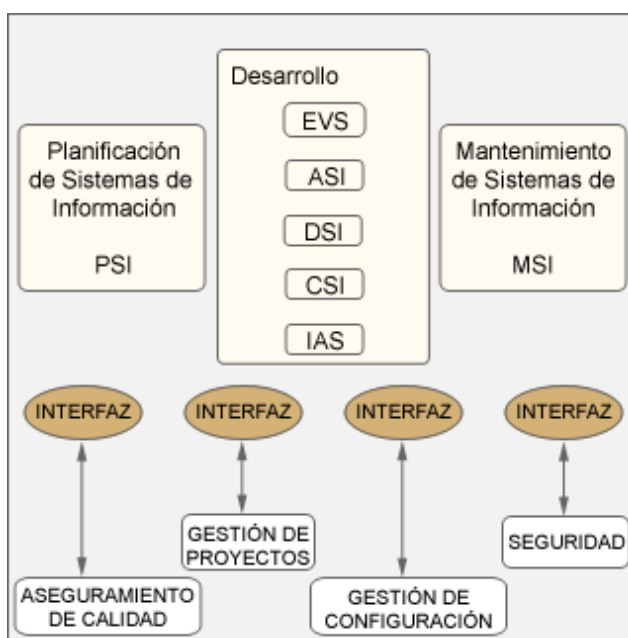 Desarrollo
EVS
ASI
DSI
CSI
IAS
Planificación
de Sistemas de
Información
PSI
Mantenimiento
de Sistemas de
Información
MSI
INTERFAZ
INTERFAZ
INTERFAZ
INTERFAZ
GESTIÓN DE
PROYECTOS
SEGURIDAD
ASEGURAMIENTO
DE CALIDAD
GESTIÓN DE
CONFIGURACIÓN